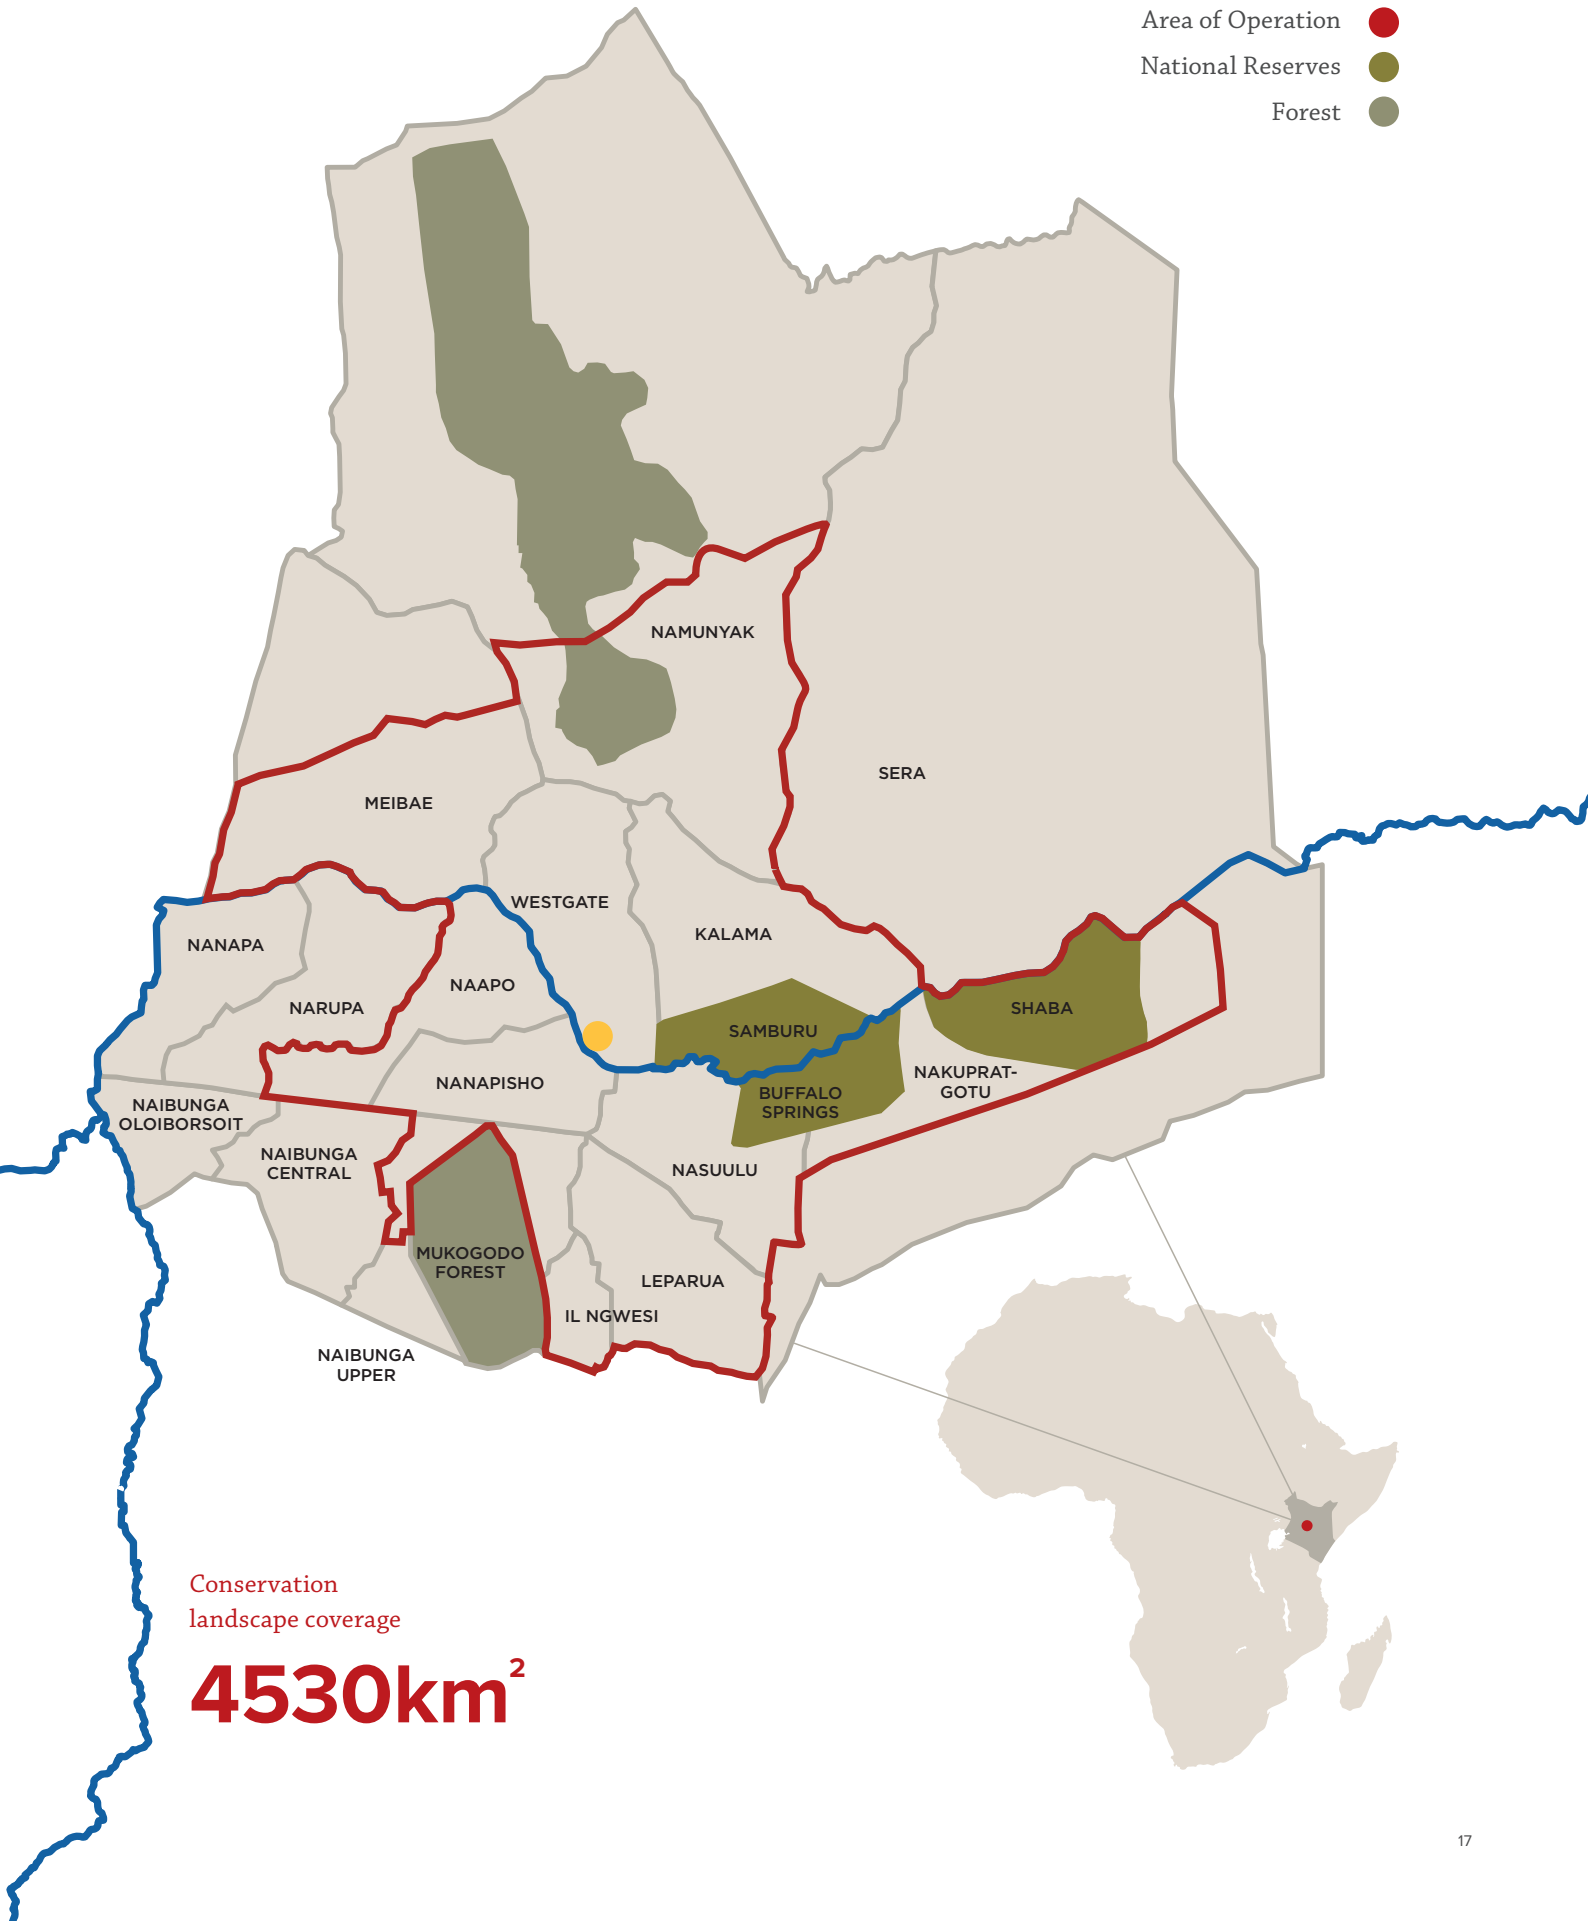 Area of Operation
National Reserves
Forest
NAMUNYAK
SERA
MEIBAE
WESTGATE
KALAMA
NANAPA
NAAPO
NARUPA
SHABA
SAMBURU
NANAPISHO
NAKUPRAT-
GOTU
BUFFALO
SPRINGS
NAIBUNGA
OLOIBORSOIT
NAIBUNGA
CENTRAL
NASUULU
MUKOGODO
FOREST
LEPARUA
IL NGWESI
NAIBUNGA
UPPER
Conservation
landscape coverage
4530km²
17